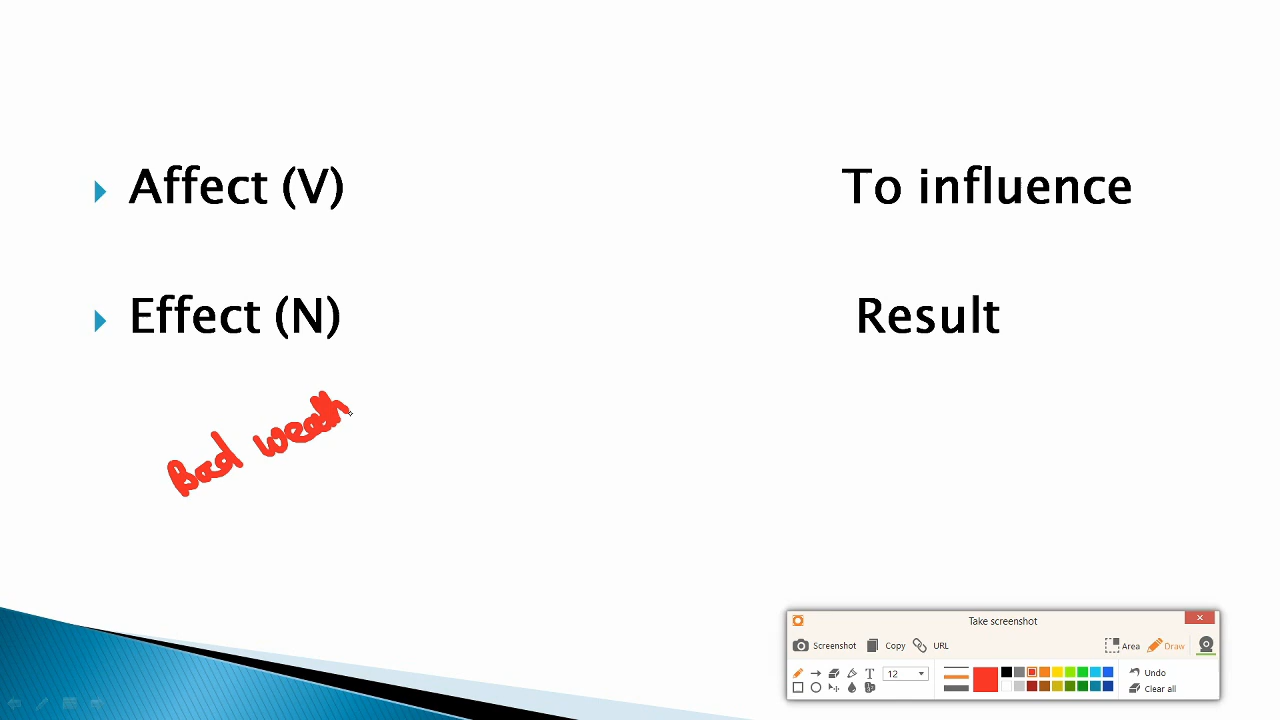 Affect (V) To influence
Effect (N) Result
Bad weath
Take screenshot
Screenshot Copy URL Area Draw
T 12 Undo
Clear all